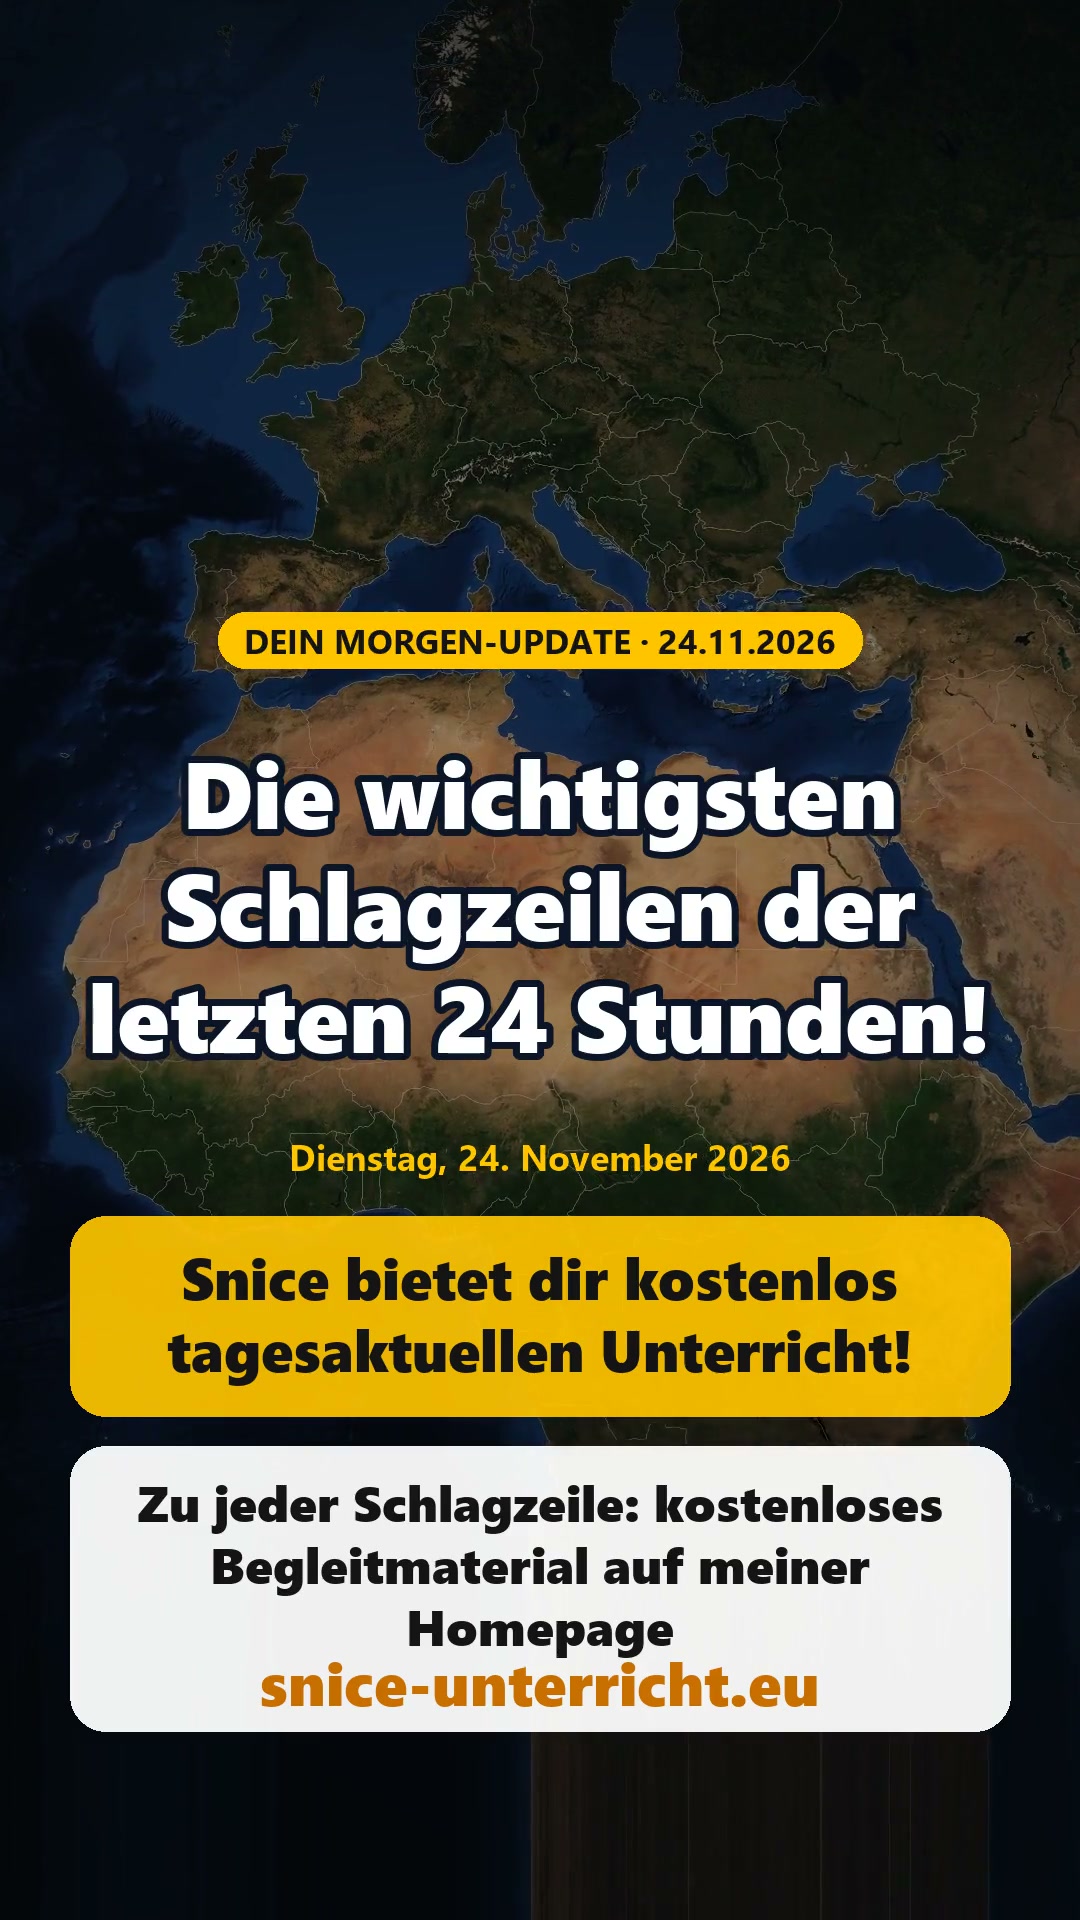 DEIN MORGEN-UPDATE · 24.11.2026
Die wichtigsten
Schlagzeilen der
letzten 24 Stunden!
Dienstag, 24. November 2026
Snice bietet dir kostenlos
tagesaktuellen Unterricht!
Zu jeder Schlagzeile: kostenloses
Begleitmaterial auf meiner
Homepage
snice-unterricht.eu